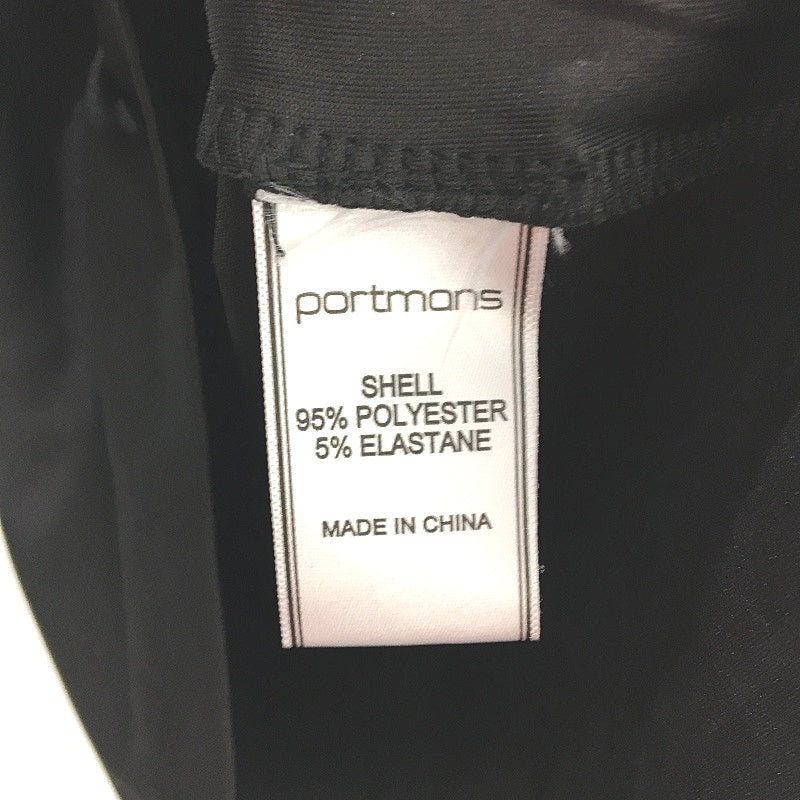 portmans
SHELL
95% POLYESTER
5% ELASTANE
MADE IN CHINA